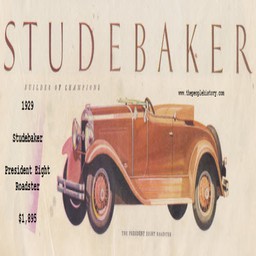 STUDEBAKER
BUILDER OF CHAMPIONS
www.thepeoplehistory.com
1929
Studebaker
President Eight
Roadster
$1,895
THE PRESIDENT EIGHT ROADSTER